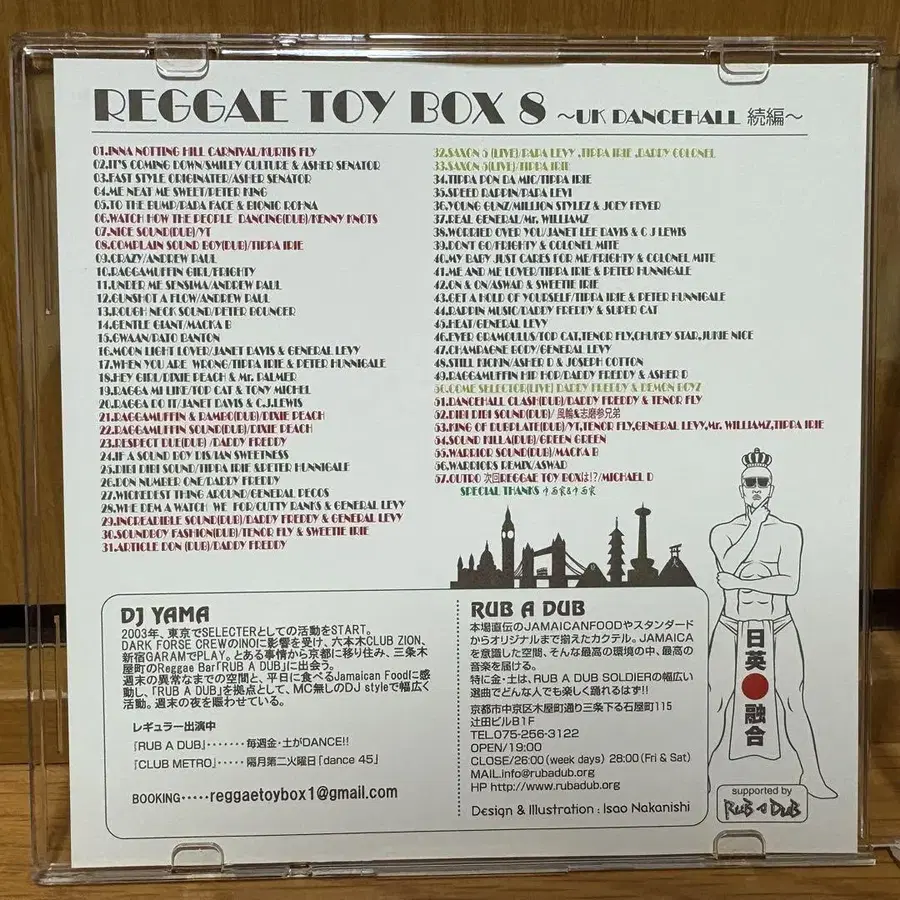 REGGAE TOY BOX 8 ～UK DANCEHALL 続編～
01.INNA NOTTING HILL CARNIVAL/KURTIS FLY
02.IT'S COMING DOWN/SMILEY CULTURE & ASHER SENATOR
03.FAST STYLE ORIGINATER/ASHER SENATOR
04.ME NEAT ME SWEET/PETER KING
05.TO THE BUMP/PAPA FACE & BIONIC ROHNA
06.WATCH HOW THE PEOPLE DANCING(DUB)/KENNY KNOTS
07.NICE SOUND(DUB)/YT
08.COMPLAIN SOUND BOY(DUB)/TIPPA IRIE
09.CRAZY/ANDREW PAUL
10.RAGGAMUFFIN GIRL/FRIGHTY
11.UNDER ME SENSIMA/ANDREW PAUL
12.GUNSHOT A FLOW/ANDREW PAUL
13.ROUGH NECK SOUND/PETER BOUNCER
14.GENTLE GIANT/MACKA B
15.GWAAN/PATO BANTON
16.MOON LIGHT LOVER/JANET DAVIS & GENERAL LEVY
17.WHEN YOU ARE WRONG/TIPPA IRIE & PETER HUNNIGALE
18.HEY GIRL/DIXIE PEACH & Mr. PALMER
19.RAGGA MI LIKE/TOP CAT & TONY MICHEL
20.RAGGA DO IT/JANET DAVIS & C.J.LEWIS
21.RAGGAMUFFIN & RAMBO(DUB)/DIXIE PEACH
22.RAGGAMUFFIN SOUND(DUB)/DIXIE PEACH
23.RESPECT DUE(DUB) /DADDY FREDDY
24.IF A SOUND BOY DIS/IAN SWEETNESS
25.DIBI DIBI SOUND/TIPPA IRIE &PETER HUNNIGALE
26.DON NUMBER ONE/DADDY FREDDY
27.WICKEDEST THING AROUND/GENERAL PECOS
28.WHE DEM A WATCH WE FOR/CUTTY RANKS & GENERAL LEVY
29.INCREADIBLE SOUND(DUB)/DADDY FREDDY & GENERAL LEVY
30.SOUNDBOY FASHION(DUB)/TENOR FLY & SWEETIE IRIE
31.ARTICLE DON (DUB)/DADDY FREDDY
32.SAXON 5 (LIVE)/PAPA LEVY ,TIPPA IRIE ,DADDY COLONEL
33.SAXON 5(LIVE)/TIPPA IRIE
34.TIPPA PON DA MIC/TIPPA IRIE
35.SPEED RAPPIN/PAPA LEVI
36.YOUNG GUNZ/MILLION STYLEZ & JOEY FEVER
37.REAL GENERAL/Mr. WILLIAMZ
38.WORRIED OVER YOU/JANET LEE DAVIS & C J LEWIS
39.DON'T GO/FRIGHTY & COLONEL MITE
40.MY BABY JUST CARES FOR ME/FRIGHTY & COLONEL MITE
41.ME AND ME LOVER/TIPPA IRIE & PETER HUNNIGALE
42.ON & ON/ASWAD & SWEETIE IRIE
43.GET A HOLD OF YOURSELF/TIPPA IRIE & PETER HUNNIGALE
44.RAPPIN MUSIC/DADDY FREDDY & SUPER CAT
45.HEAT/GENERAL LEVY
46.EVER GRAMOULUS/TOP CAT,TENOR FLY,CHUKEY STAR,JUKIE NICE
47.CHAMPAGNE BODY/GENERAL LEVY
48.STILL KICKIN/ASHER D & JOSEPH COTTON
49.RAGGAMUFFIN HIP HOP/DADDY FREDDY & ASHER D
50.COME SELECTOR(LIVE) DADDY FREDDY & DEMON BOYZ
51.DANCEHALL CLASH(DUB)/DADDY FREDDY & TENOR FLY
52.DIBI DIBI SOUND(DUB)/ 風輪&志磨参兄弟
53.KING OF DUBPLATE(DUB)/YT,TENOR FLY,GENERAL LEVY,Mr. WILLIAMZ,TIPPA IRIE
54.SOUND KILLA(DUB)/GREEN GREEN
55.WARRIOR SOUND(DUB)/MACKA B
56.WARRIORS REMIX/ASWAD
57.OUTRO 次回REGGAE TOY BOXは!?/MICHAEL D
SPECIAL THANKS
DJ YAMA
2003年、東京でSELECTERとしての活動をSTART。
DARK FORSE CREWのINOに影響を受け、六本木CLUB ZION、
新宿GARAMでPLAY。とある事情から京都に移り住み、三条木
屋町のReggae Bar「RUB A DUB」に出会う。
週末の異常なまでの空間と、平日に食べるJamaican Foodに感
動し、「RUB A DUB」を拠点として、MC無しのDJ styleで幅広く
活動。週末の夜を賑わせている。
レギュラー出演中
『RUB A DUB』・・・・・・・毎週金・土がDANCE!!
『CLUB METRO』・・・・・隔月第二火曜日「dance 45」
BOOKING・・・・・reggaetoybox1@gmail.com
RUB A DUB
本場直伝のJAMAICANFOODやスタンダード
からオリジナルまで揃えたカクテル。JAMAICA
を意識した空間、そんな最高の環境の中、最高の
音楽を届ける。
特に金・土は、RUB A DUB SOLDIERの幅広い
選曲でどんな人でも楽しく踊れるはず!!
京都市中京区木屋町通り三条下る石屋町115
辻田ビルB1F
TEL.075-256-3122
OPEN/19:00
CLOSE/26:00(week days) 28:00(Fri & Sat)
MAIL.info@rubadub.org
HP http://www.rubadub.org
Design & Illustration : Isao Nakanishi
日英
融合
supported by
RUB A DUB